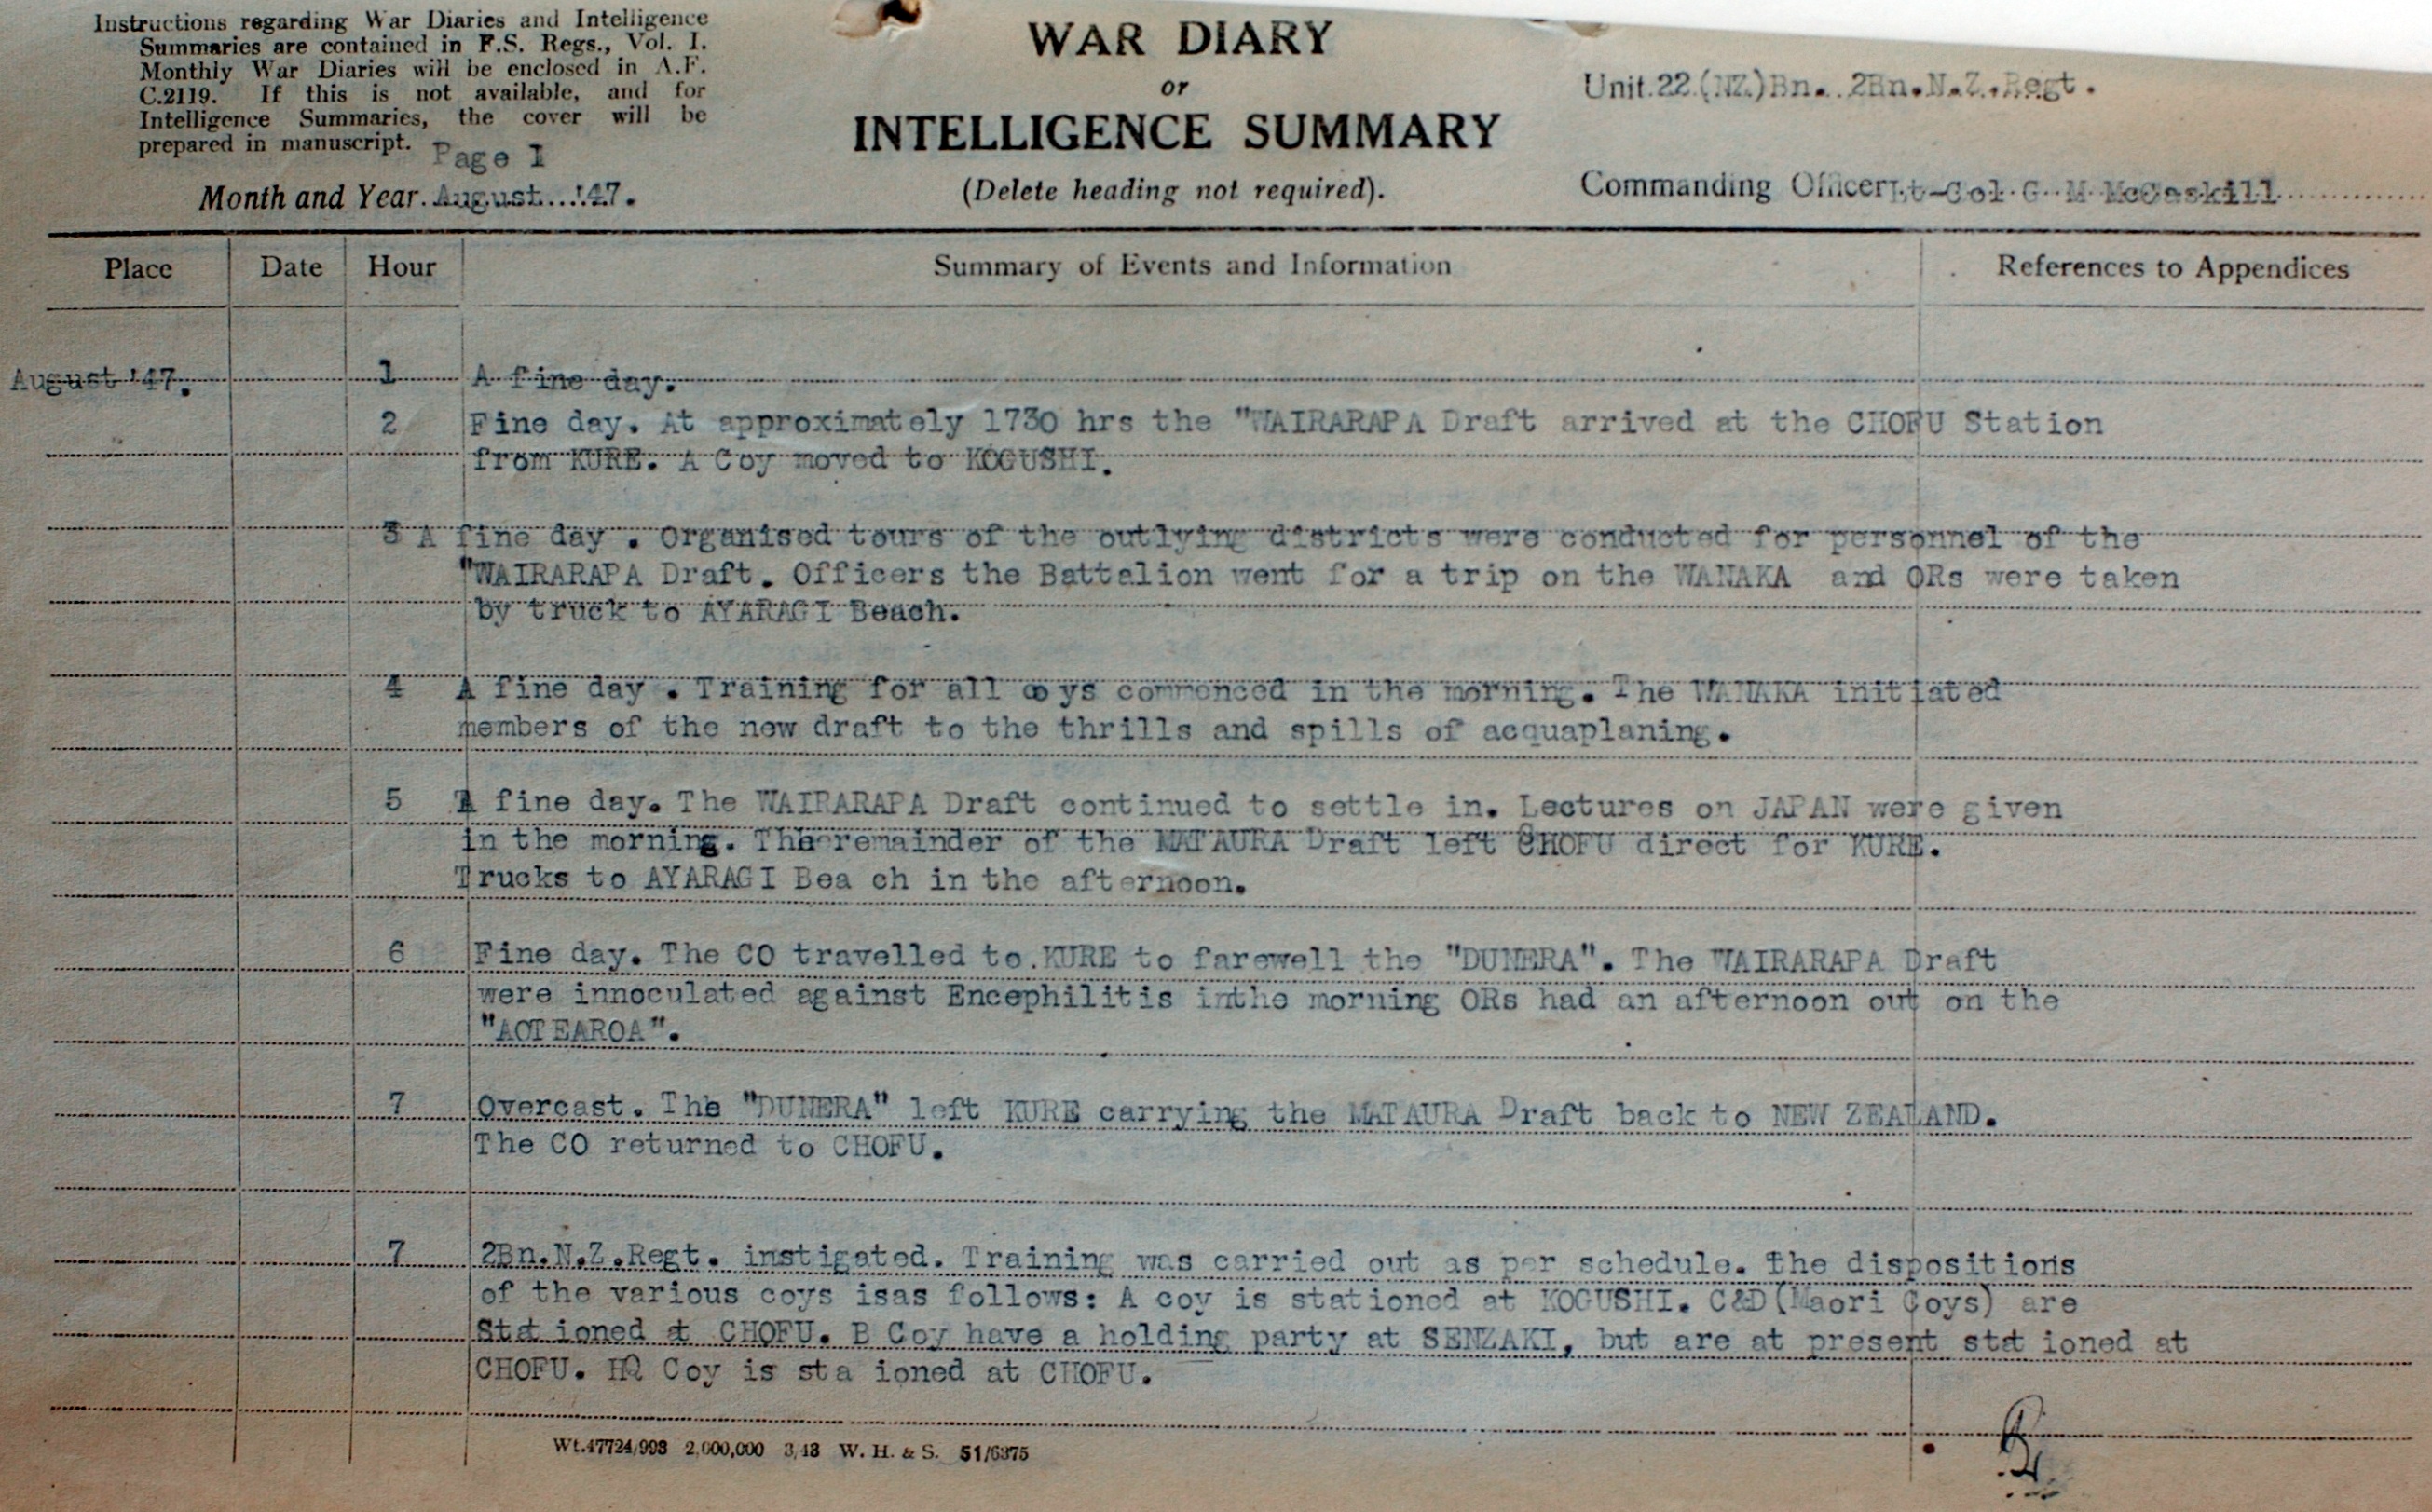 Instructions regarding War Diaries and Intelligence
Summaries are contained in F.S. Regs., Vol. I.
Monthly War Diaries will be enclosed in A.F.
C.2119. If this is not available, and for
Intelligence Summaries, the cover will be
prepared in manuscript.
Page 1
Month and Year. August...'47.
WAR DIARY
or
INTELLIGENCE SUMMARY
(Delete heading not required).
Unit.22.(NZ)Bn.. 2Bn.N.Z.Regt.
Commanding Officer Lt-Col G M McCaskill
Place Date Hour Summary of Events and Information References to Appendices
August '47. 1 A fine day.
2 Fine day. At approximately 1730 hrs the "WAIRARAPA Draft arrived at the CHOFU Station
from KURE. A Coy moved to KOGUSHI.
3 A fine day . Organised tours of the outlying districts were conducted for personnel of the
"WAIRARAPA Draft. Officers the Battalion went for a trip on the WANAKA and ORs were taken
by truck to AYARAGI Beach.
4 A fine day . Training for all coys commenced in the morning. The WANAKA initiated
members of the new draft to the thrills and spills of acquaplaning.
5 A fine day. The WAIRARAPA Draft continued to settle in. Lectures on JAPAN were given
in the morning. The remainder of the MATAURA Draft left CHOFU direct for KURE.
Trucks to AYARAGI Bea ch in the afternoon.
6 Fine day. The CO travelled to KURE to farewell the "DUNERA". The WAIRARAPA Draft
were innoculated against Encephilitis inthe morning ORs had an afternoon out on the
"AOTEAROA".
7 Overcast. The "DUNERA" left KURE carrying the MATAURA Draft back to NEW ZEALAND.
The CO returned to CHOFU.
7 2Bn.N.Z.Regt. instigated. Training was carried out as per schedule. the dispositions
of the various coys isas follows: A coy is stationed at KOGUSHI. C&D(Maori Coys) are
Stat ioned at CHOFU. B Coy have a holding party at SENZAKI, but are at present stat ioned at
CHOFU. HQ Coy is sta ioned at CHOFU.
Wt.47724/993 2,000,000 3/43 W. H. & S. 51/6375